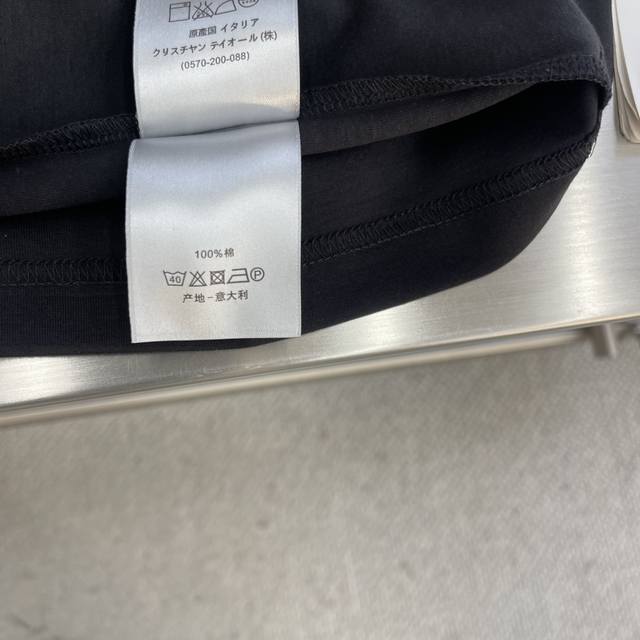 原産国 イタリア
クリスチャン ディオール(株)
(0570-200-088)
100%棉
40 P
产地-意大利